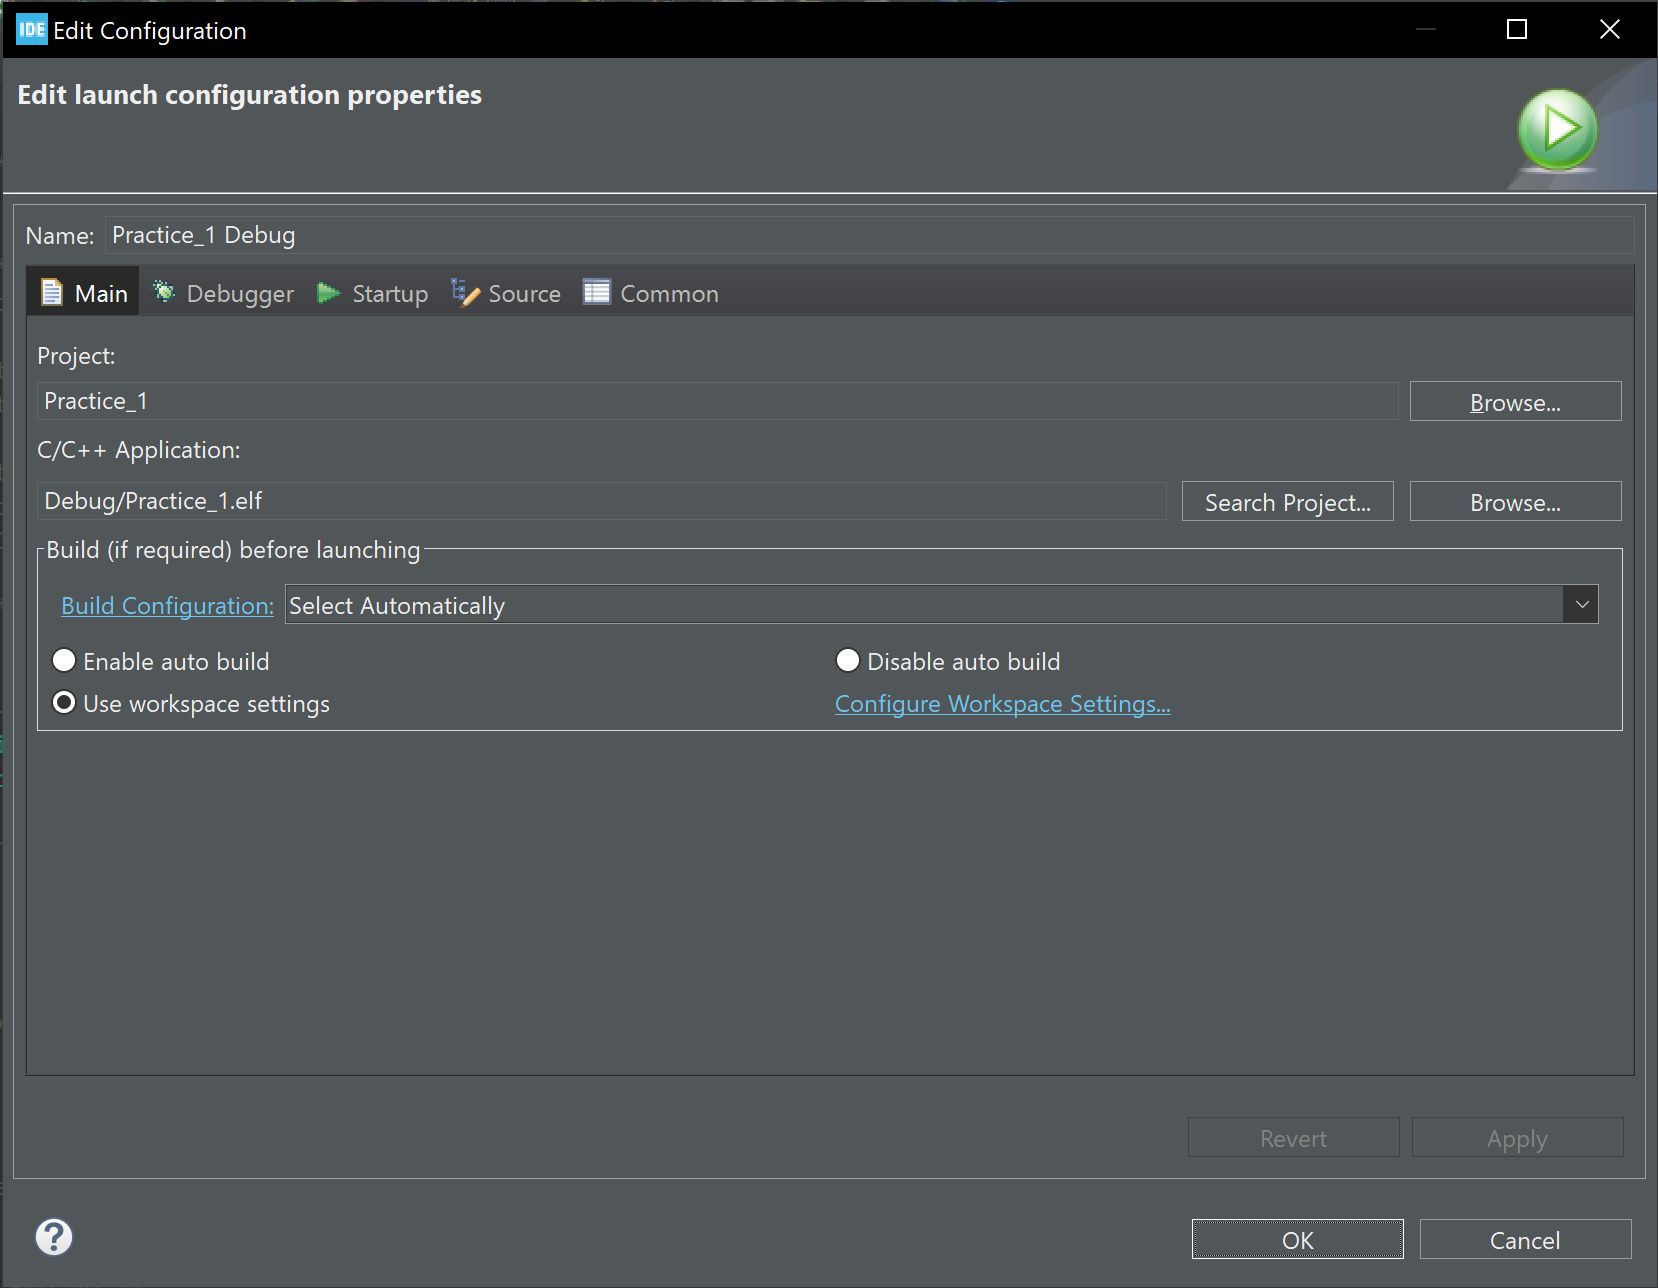 IDE Edit Configuration
Edit launch configuration properties
Name: Practice_1 Debug
Main Debugger Startup Source Common
Project:
Practice_1 Browse...
C/C++ Application:
Debug/Practice_1.elf Search Project... Browse...
Build (if required) before launching
Build Configuration: Select Automatically
Enable auto build Disable auto build
Use workspace settings Configure Workspace Settings...
Revert Apply
? OK Cancel